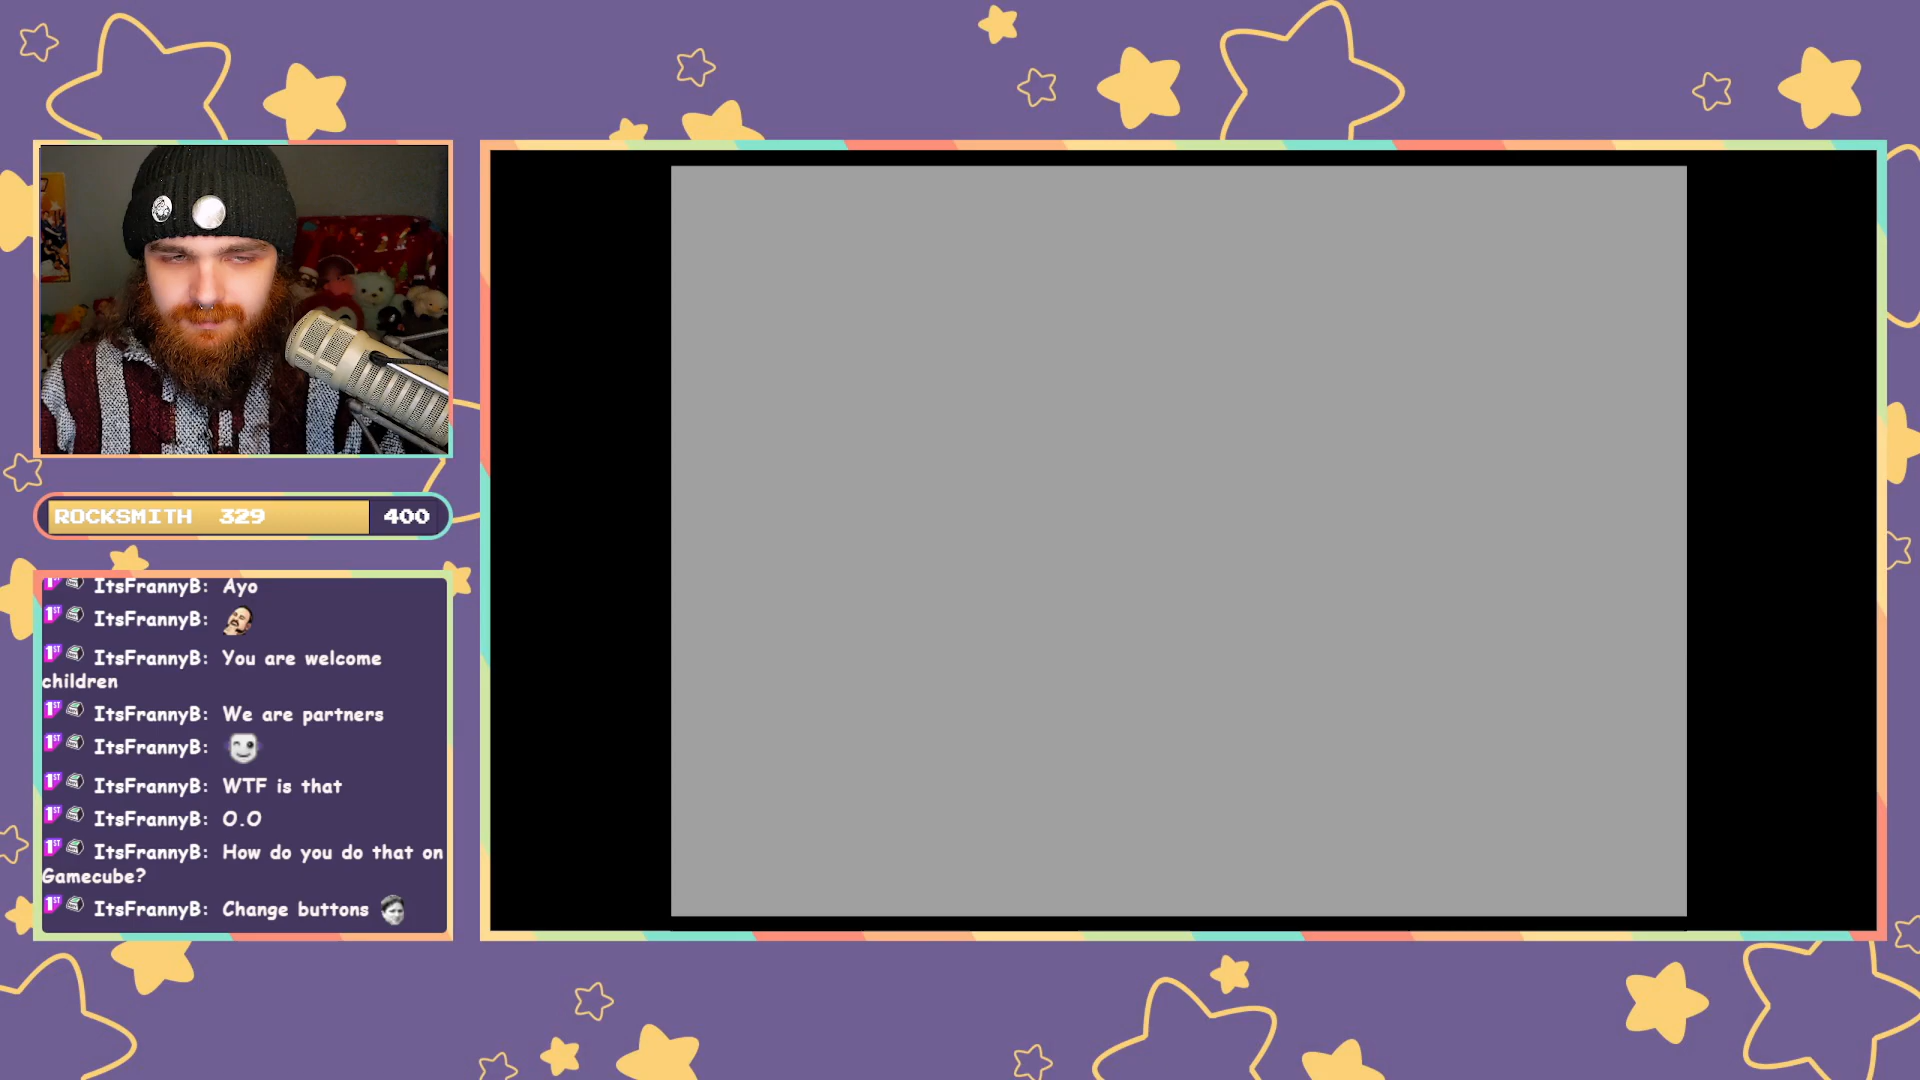 ROCKSMITH 329 400
ItsFrannyB: Ayo
ItsFrannyB:
ItsFrannyB: You are welcome
children
ItsFrannyB: We are partners
ItsFrannyB:
ItsFrannyB: WTF is that
ItsFrannyB: O.O
ItsFrannyB: How do you do that on
Gamecube?
ItsFrannyB: Change buttons